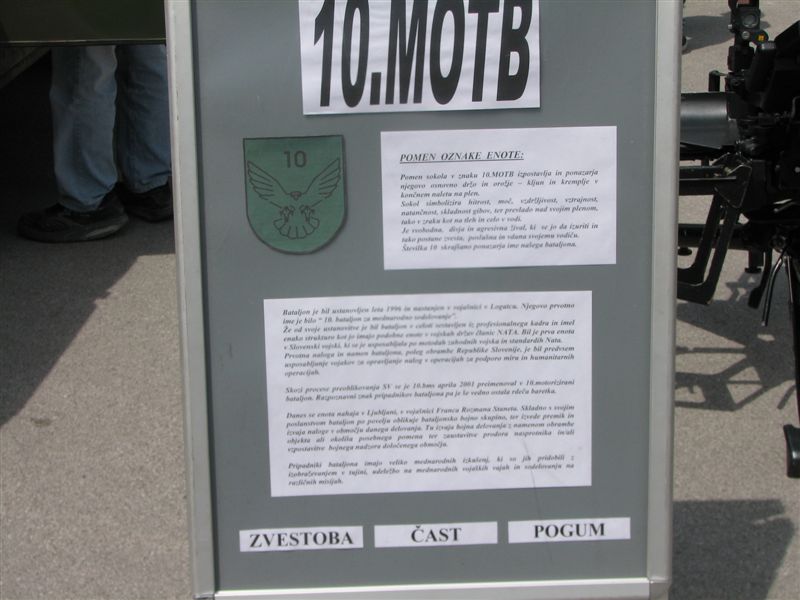 10.MOTB
10
POMEN OZNAKE ENOTE:
Pomen sokola v znaku 10.MOTB izpostavlja in ponazarja
njegovo osnovno držo in orožje – kljun in kremplje v
končnem naletu na plen.
Sokol simbolizira hitrost, moč, vzdržljivost, vztrajnost,
natančnost, skladnost gibov, ter prevlado nad svojim plenom,
tako v zraku kot na tleh in celo v vodi.
Je svobodna, divja in agresivna žival, ki se jo da izuriti in
tako postane zvesta, poslušna in vdana svojemu vodiču.
Številka 10 skrajšano ponazarja ime našega bataljona.
Bataljon je bil ustanovljen leta 1996 in nastanjen v vojašnici v Logatcu. Njegovo prvotno
ime je bilo " 10. bataljon za mednarodno sodelovanje".
Že od svoje ustanovitve je bil bataljon v celoti sestavljen iz profesionalnega kadra in imel
enako strukturo kot jo imajo podobne enote v vojskah držav članic NATA. Bil je prva enota
v Slovenski vojski, ki se je usposabljala po metodah zahodnih vojska in standardih Nata.
Prvotna naloga in namen bataljona, poleg obrambe Republike Slovenije, je bil predvsem
usposabljanje vojakov za opravljanje nalog v operacijah za podporo miru in humanitarnih
operacijah.
Skozi procese preoblikovanja SV se je 10.bms aprila 2001 preimenoval v 10.motorizirani
bataljon. Razpoznavni znak pripadnikov bataljona pa je še vedno ostala rdeča baretka.
Danes se enota nahaja v Ljubljani, v vojašnici Franca Rozmana Staneta. Skladno s svojim
poslanstvom bataljon po povelju oblikuje bataljonsko bojno skupino, ter izvede premik in
izvaja naloge v območju danega delovanja. Tu izvaja bojna delovanja z namenom obrambe
objekta ali okoliša posebnega pomena ter zaustavitve prodora nasprotnika in/ali
vzpostavitve bojnega nadzora določenega območja.
Pripadniki bataljona imajo veliko mednarodnih izkušenj, ki so jih pridobili z
izobraževanjem v tujini, udeležbo na mednarodnih vojaških vajah in sodelovanju na
različnih misijah.
ZVESTOBA
ČAST
POGUM